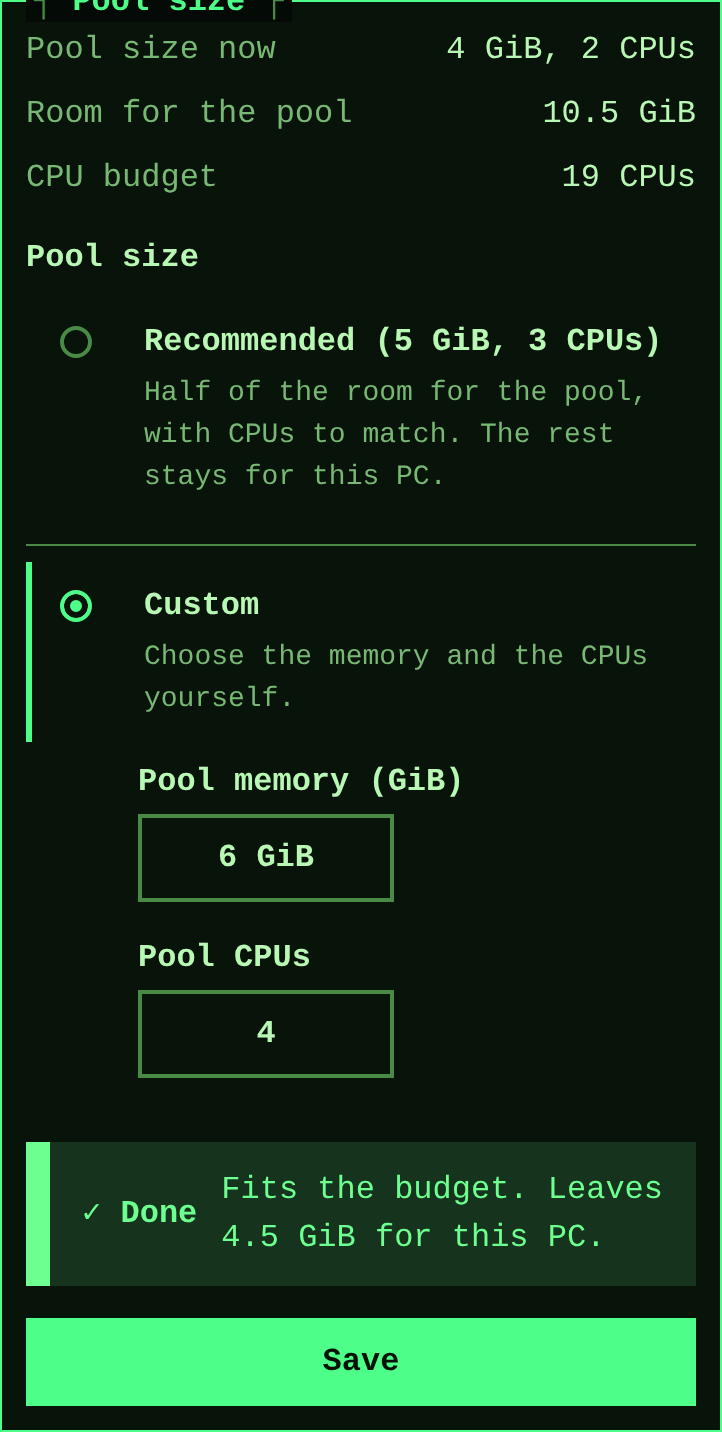 Pool size
Pool size now 4 GiB, 2 CPUs
Room for the pool 10.5 GiB
CPU budget 19 CPUs
Pool size
Recommended (5 GiB, 3 CPUs)
Half of the room for the pool,
with CPUs to match. The rest
stays for this PC.
Custom
Choose the memory and the CPUs
yourself.
Pool memory (GiB)
6 GiB
Pool CPUs
4
✓ Done Fits the budget. Leaves
4.5 GiB for this PC.
Save